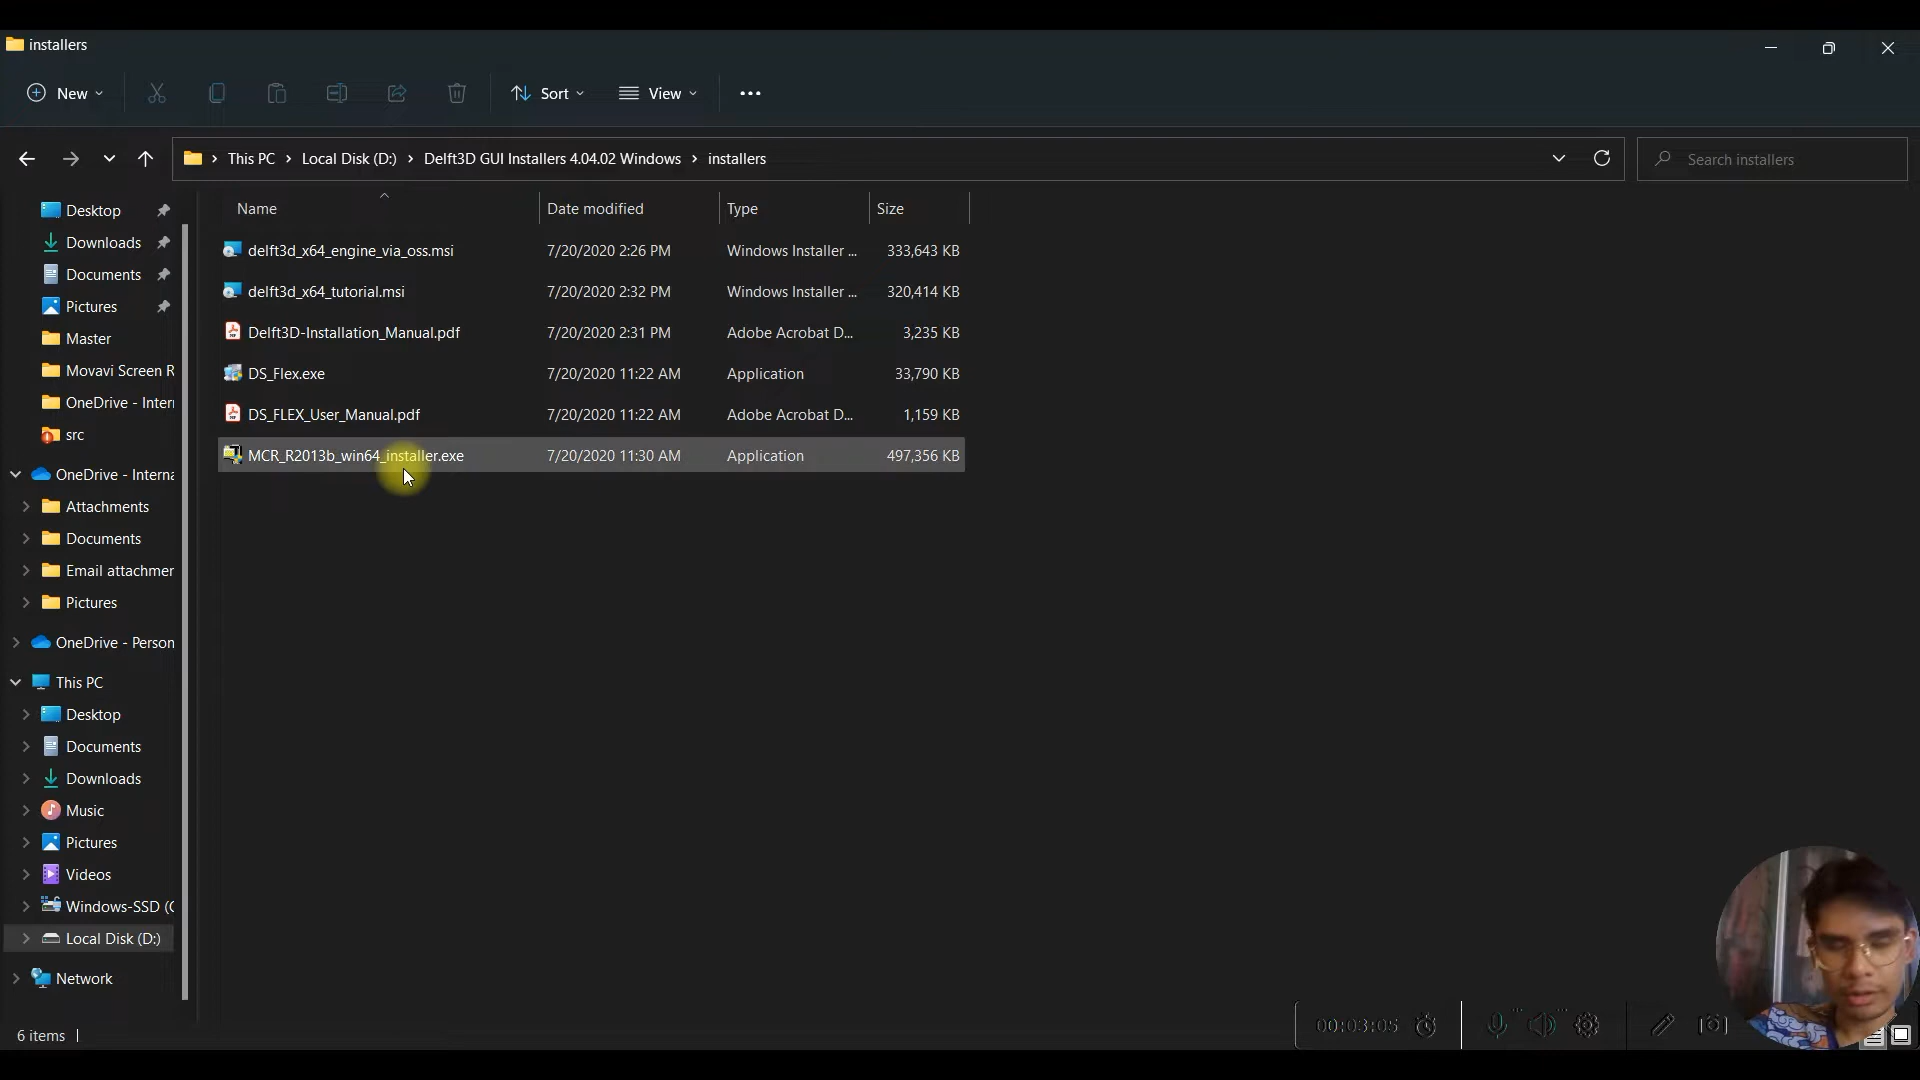 installers
New
Sort
View
This PC > Local Disk (D:) > Delft3D GUI Installers 4.04.02 Windows > installers
Search installers
Name Date modified Type Size
delft3d_x64_engine_via_oss.msi 7/20/2020 2:26 PM Windows Installer ... 333,643 KB
delft3d_x64_tutorial.msi 7/20/2020 2:32 PM Windows Installer ... 320,414 KB
Delft3D-Installation_Manual.pdf 7/20/2020 2:31 PM Adobe Acrobat D... 3,235 KB
DS_Flex.exe 7/20/2020 11:22 AM Application 33,790 KB
DS_FLEX_User_Manual.pdf 7/20/2020 11:22 AM Adobe Acrobat D... 1,159 KB
MCR_R2013b_win64_installer.exe 7/20/2020 11:30 AM Application 497,356 KB
Desktop
Downloads
Documents
Pictures
Master
Movavi Screen R
OneDrive - Inter
src
OneDrive - Interna
Attachments
Documents
Email attachmen
Pictures
OneDrive - Person
This PC
Desktop
Documents
Downloads
Music
Pictures
Videos
Windows-SSD (C
Local Disk (D:)
Network
6 items
00:03:05